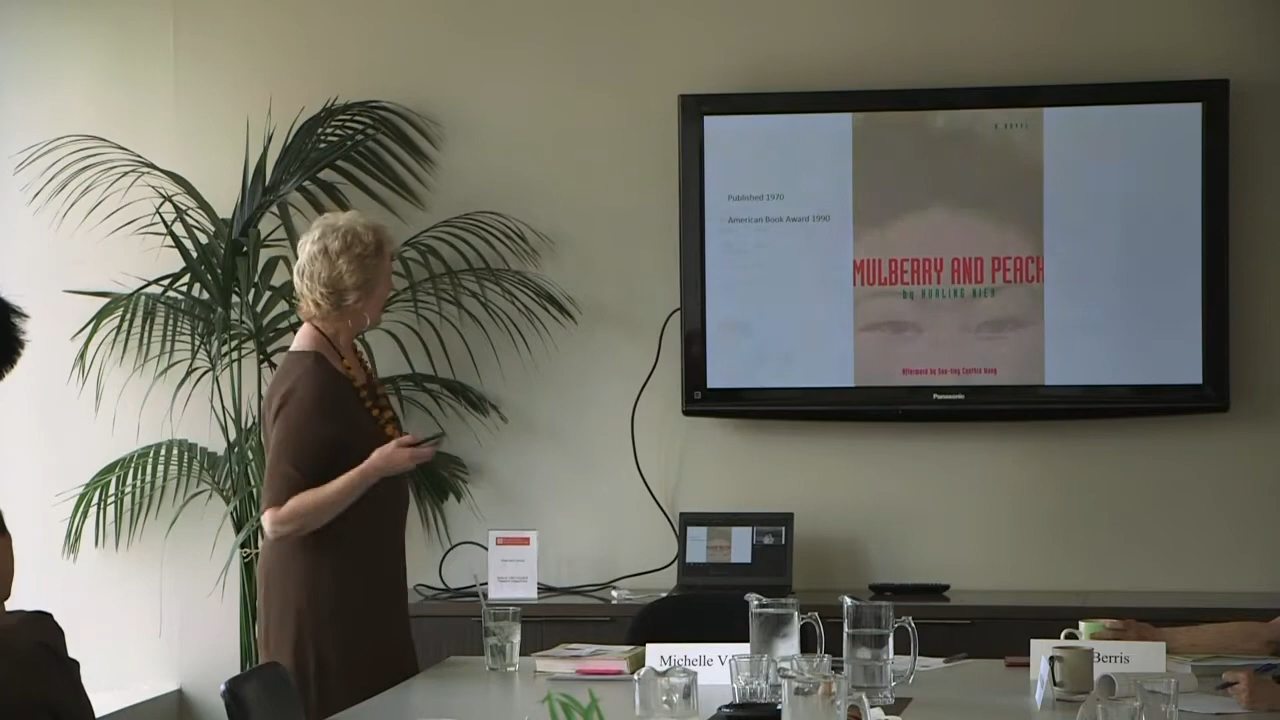 A NOVEL
Published 1970
American Book Award 1990
MULBERRY AND PEACH
by HUALING NIEH
Afterword by Sau-ling Cynthia Wong
Panasonic
Michelle V
Berris